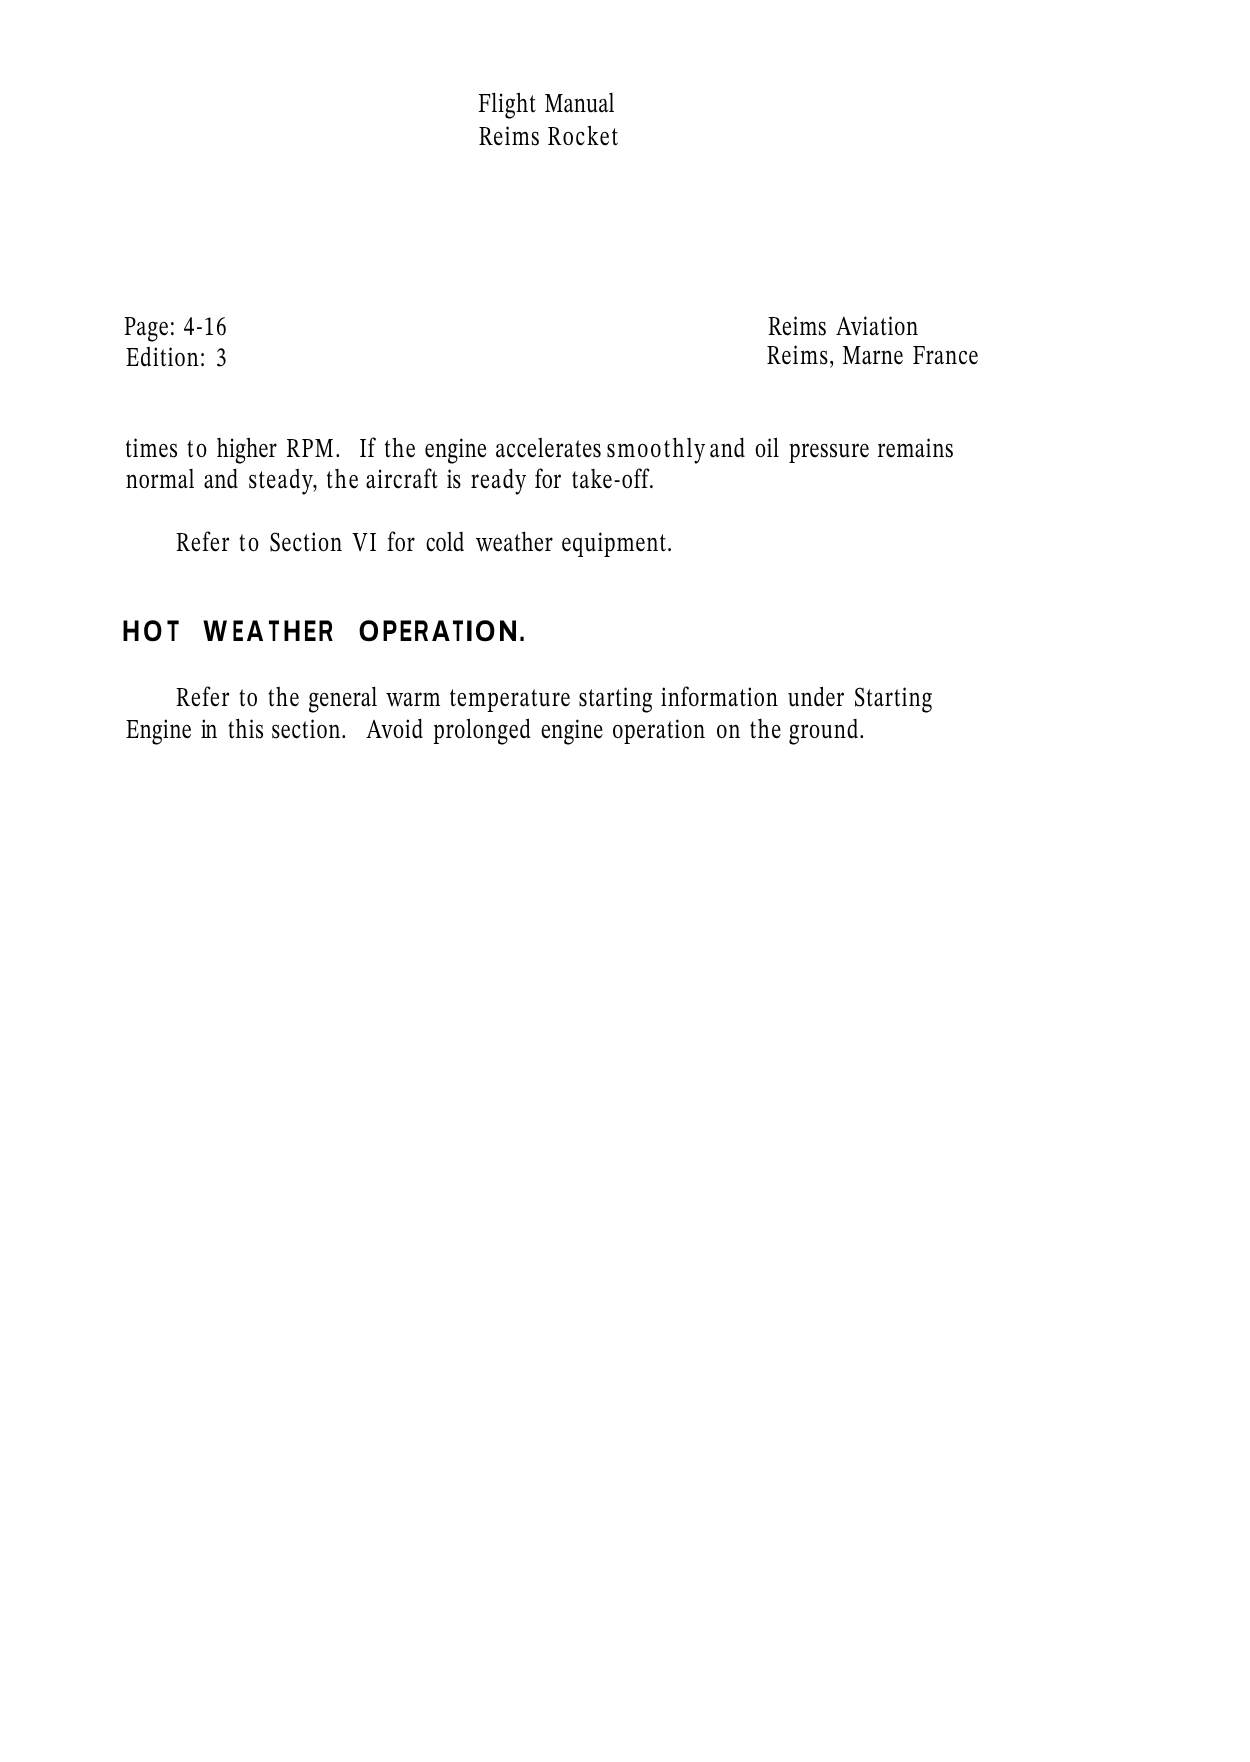 Flight Manual
Reims Rocket
Page: 4-16
Edition: 3
Reims Aviation
Reims, Marne France
times to higher RPM. If the engine accelerates smoothly and oil pressure remains
normal and steady, the aircraft is ready for take-off.
Refer to Section VI for cold weather equipment.
HOT WEATHER OPERATION.
Refer to the general warm temperature starting information under Starting
Engine in this section. Avoid prolonged engine operation on the ground.